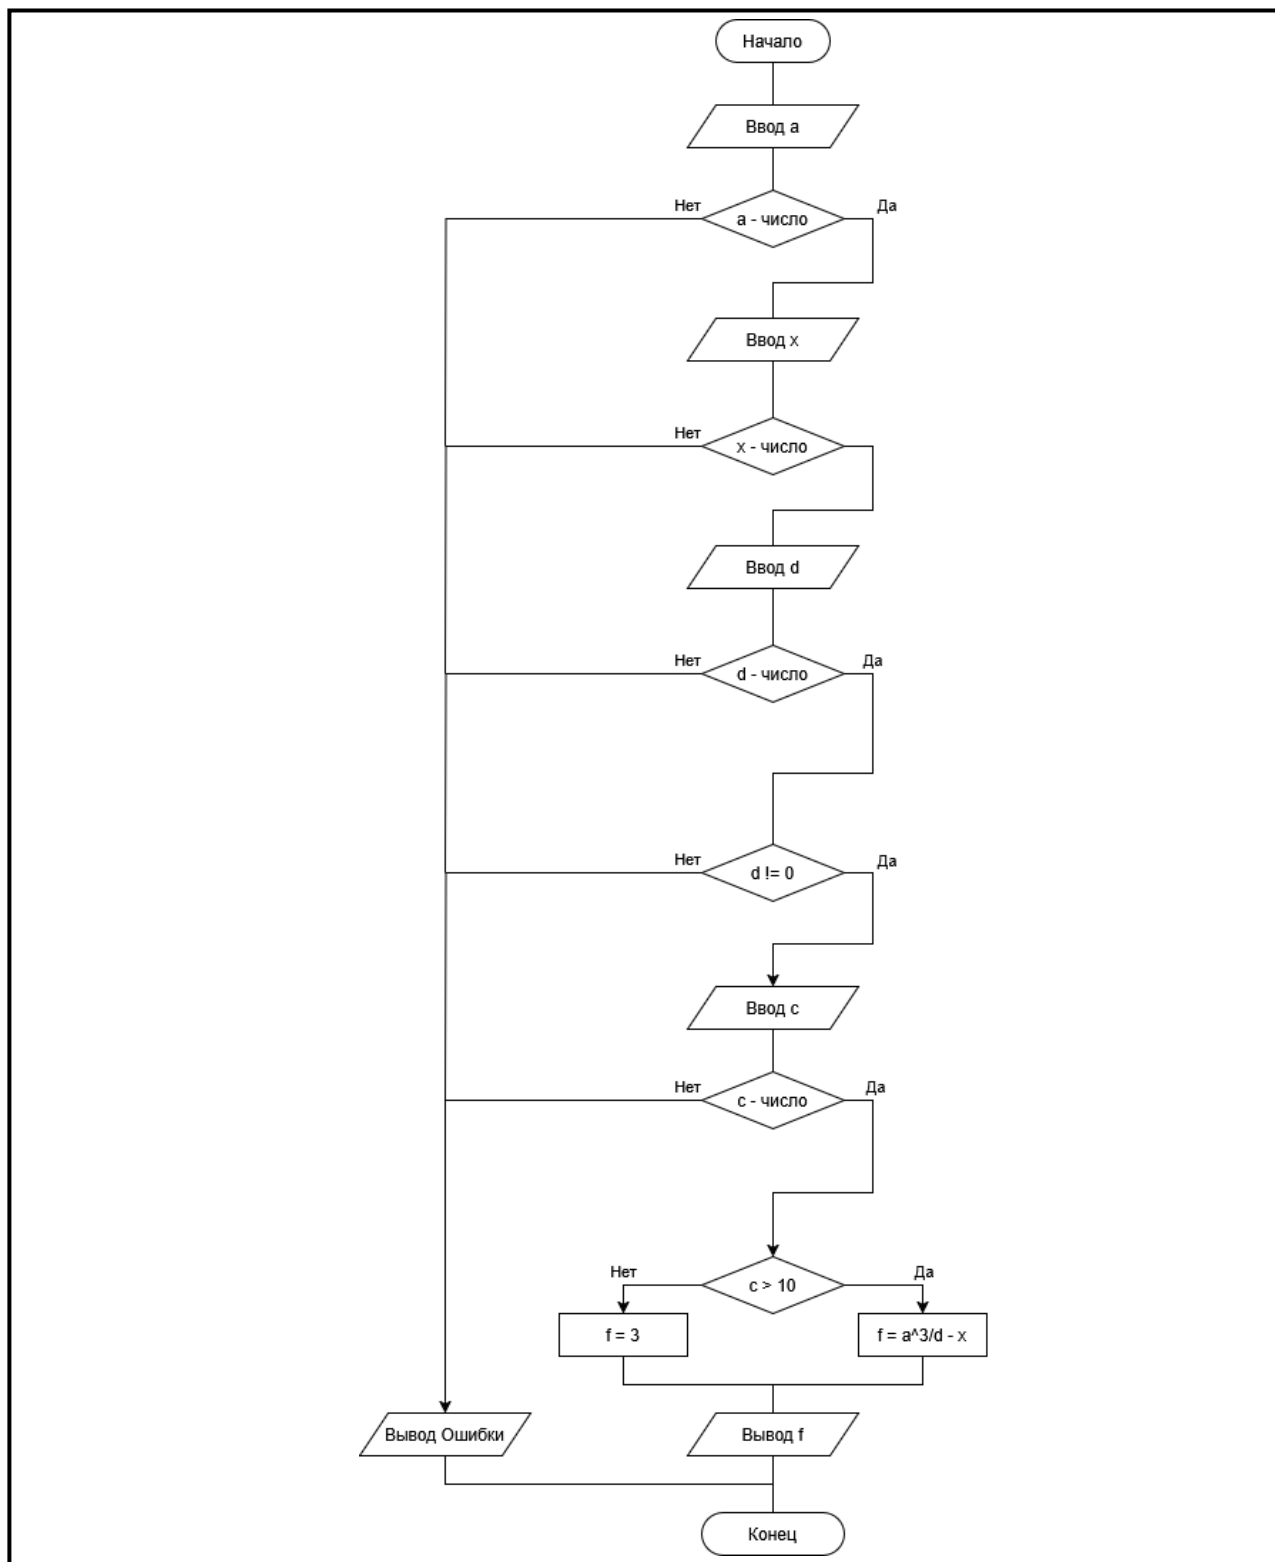 Начало
Ввод a
Нет
Да
a - число
Ввод x
Нет
x - число
Ввод d
Нет
Да
d - число
Нет
Да
d != 0
Ввод c
Нет
Да
c - число
Нет
Да
c > 10
f = 3
f = a^3/d - x
Вывод Ошибки
Вывод f
Конец